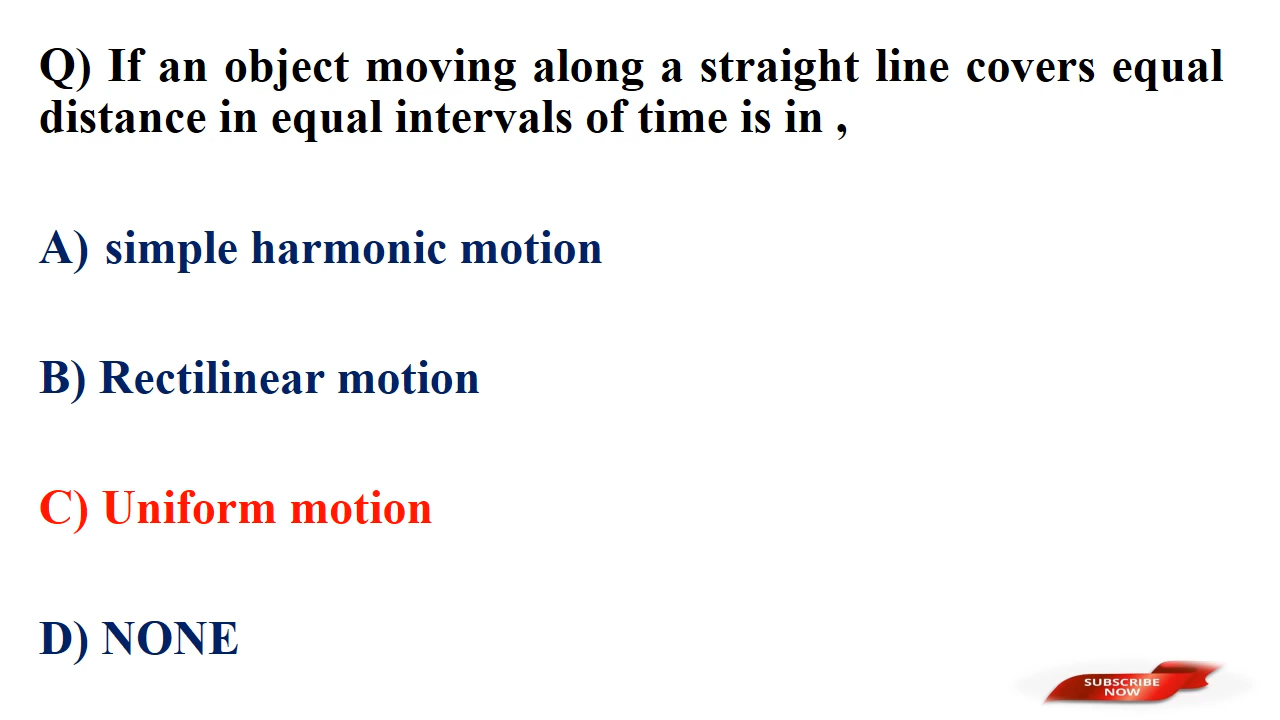 Q) If an object moving along a straight line covers equal
distance in equal intervals of time is in ,
A) simple harmonic motion
B) Rectilinear motion
C) Uniform motion
D) NONE
SUBSCRIBE
NOW